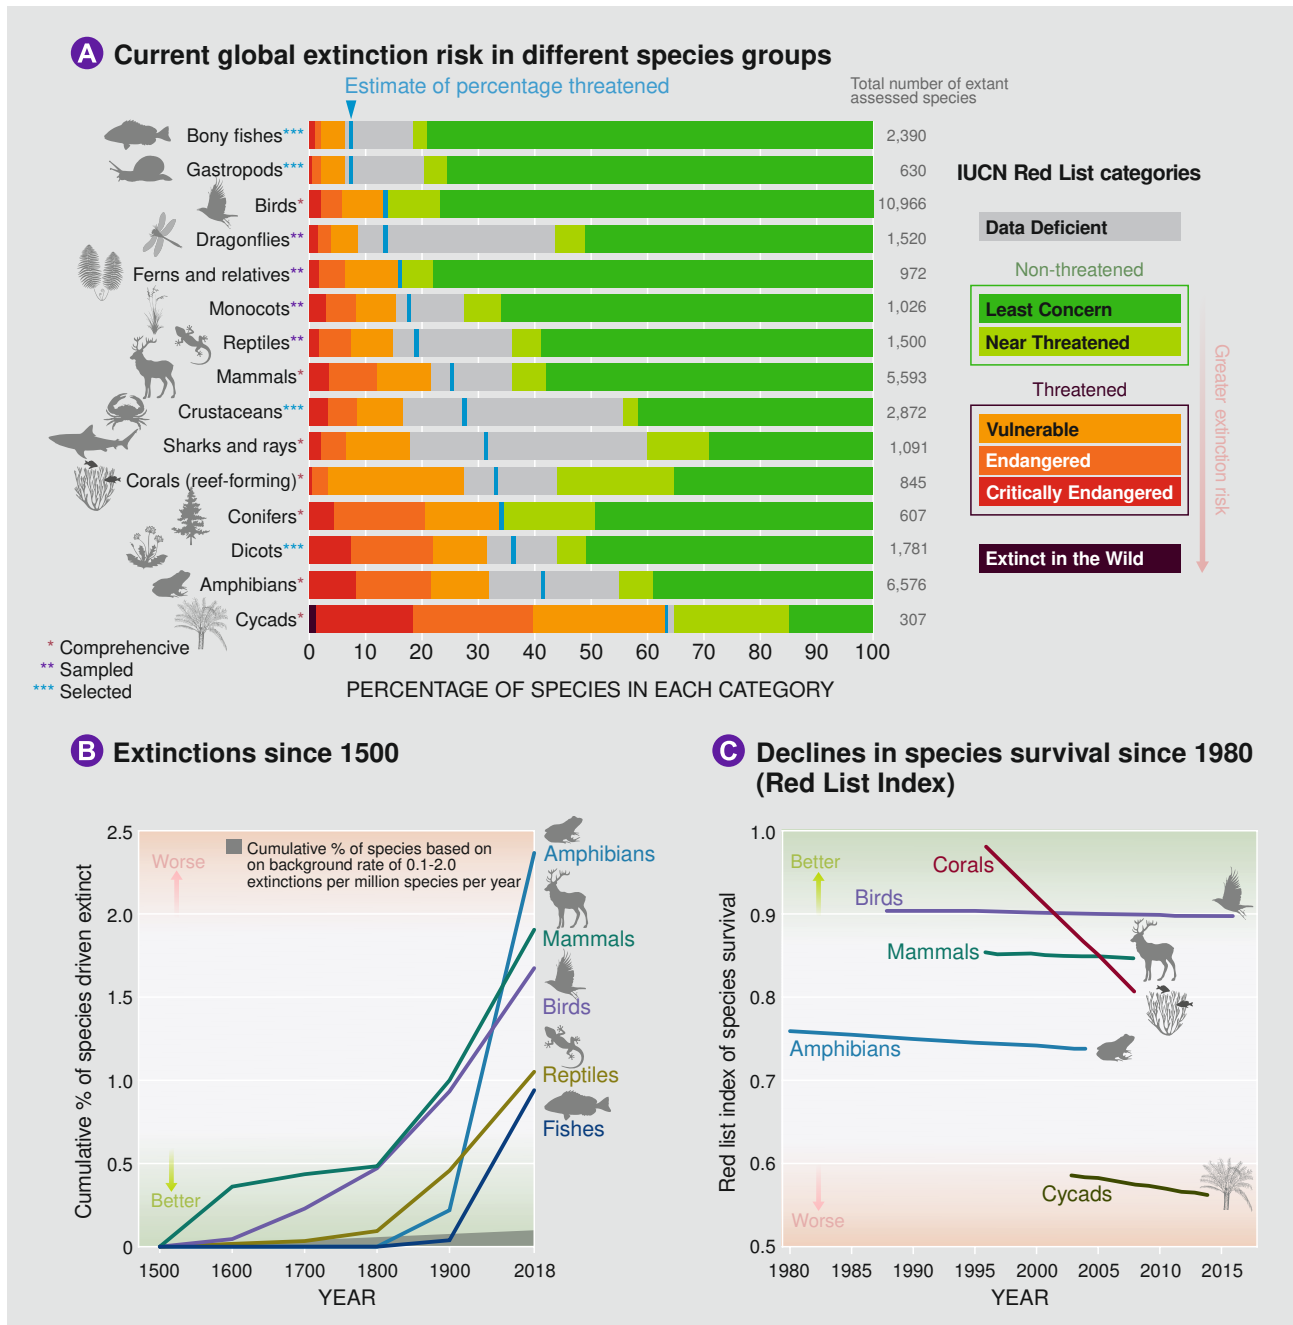 A Current global extinction risk in different species groups
Estimate of percentage threatened
Total number of extant
assessed species
Bony fishes*** 2,390
Gastropods*** 630
Birds* 10,966
Dragonflies** 1,520
Ferns and relatives** 972
Monocots** 1,026
Reptiles** 1,500
Mammals* 5,593
Crustaceans*** 2,872
Sharks and rays* 1,091
Corals (reef-forming)* 845
Conifers* 607
Dicots*** 1,781
Amphibians* 6,576
Cycads* 307
0 10 20 30 40 50 60 70 80 90 100
PERCENTAGE OF SPECIES IN EACH CATEGORY
* Comprehencive
** Sampled
*** Selected
IUCN Red List categories
Data Deficient
Non-threatened
Least Concern
Near Threatened
Threatened
Vulnerable
Endangered
Critically Endangered
Extinct in the Wild
Greater extinction risk
B Extinctions since 1500
Cumulative % of species driven extinct
2.5
2.0
1.5
1.0
0.5
0
Worse
Cumulative % of species based on
on background rate of 0.1-2.0
extinctions per million species per year
Better
Amphibians
Mammals
Birds
Reptiles
Fishes
1500 1600 1700 1800 1900 2018
YEAR
C Declines in species survival since 1980
(Red List Index)
Red list index of species survival
1.0
0.9
0.8
0.7
0.6
0.5
Better
Corals
Birds
Mammals
Amphibians
Cycads
Worse
1980 1985 1990 1995 2000 2005 2010 2015
YEAR